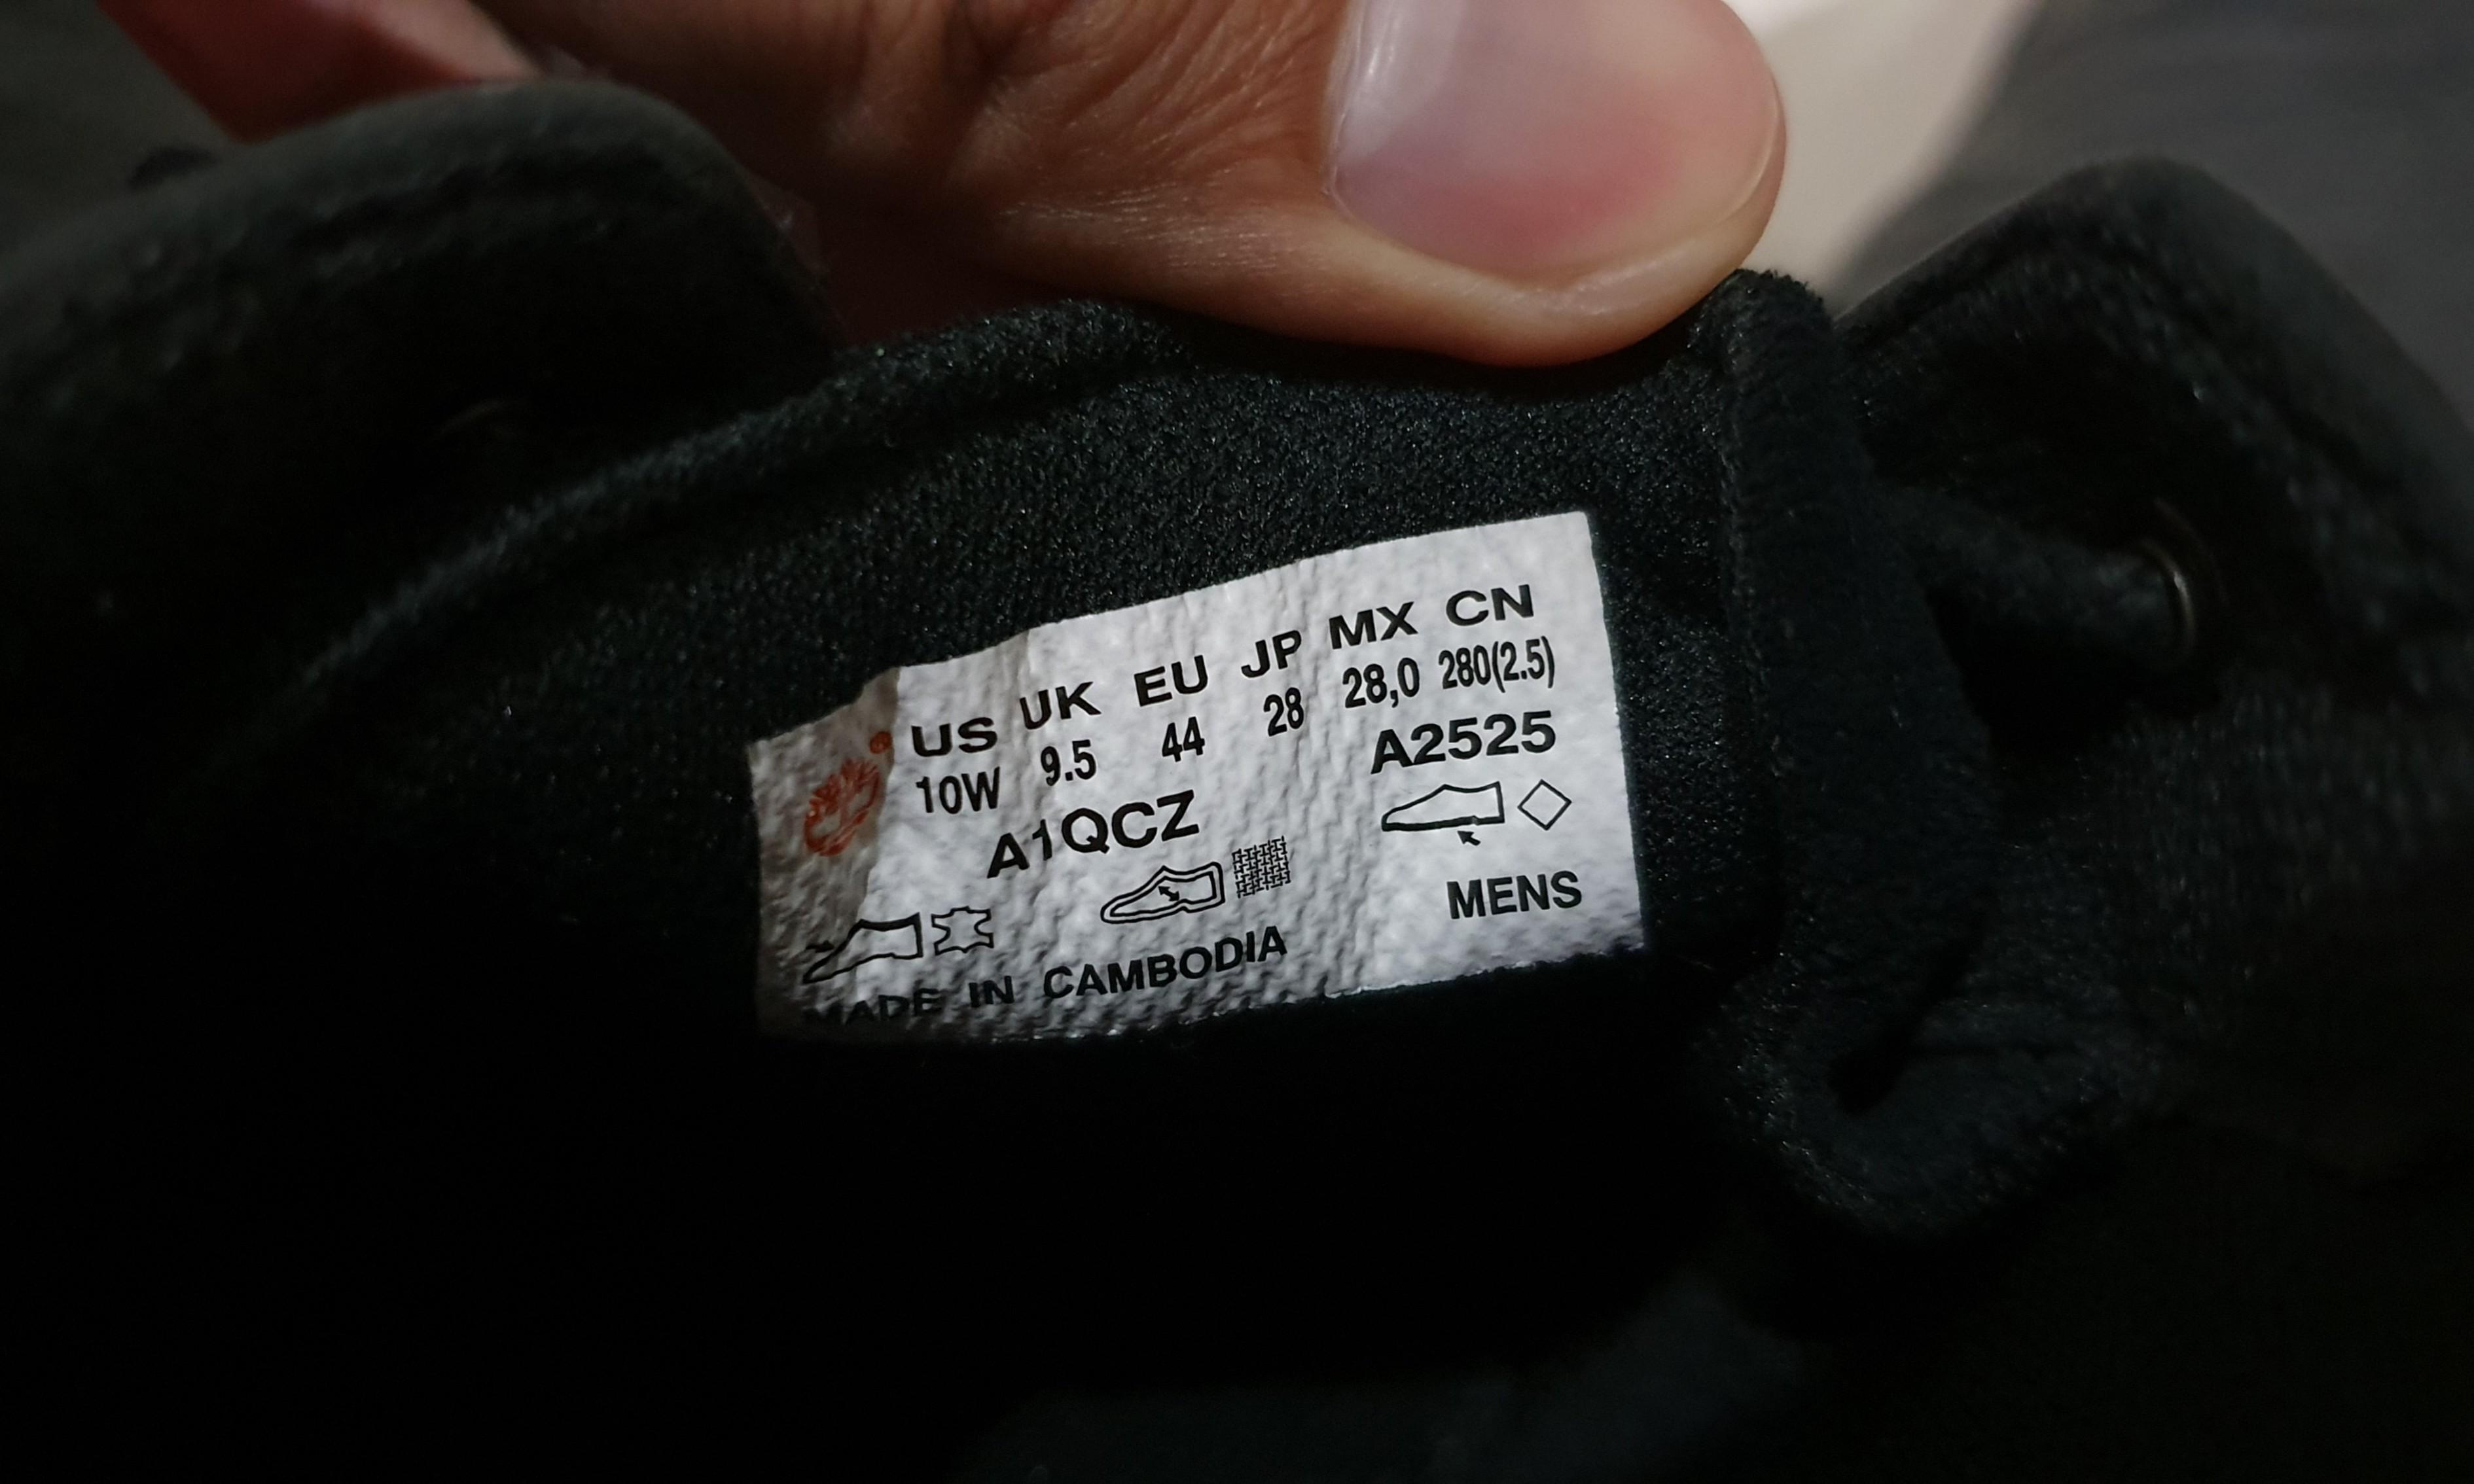 US UK EU JP MX CN
10W 9.5 44 28 28,0 280(2.5)
A1QCZ A2525
MENS
MADE IN CAMBODIA